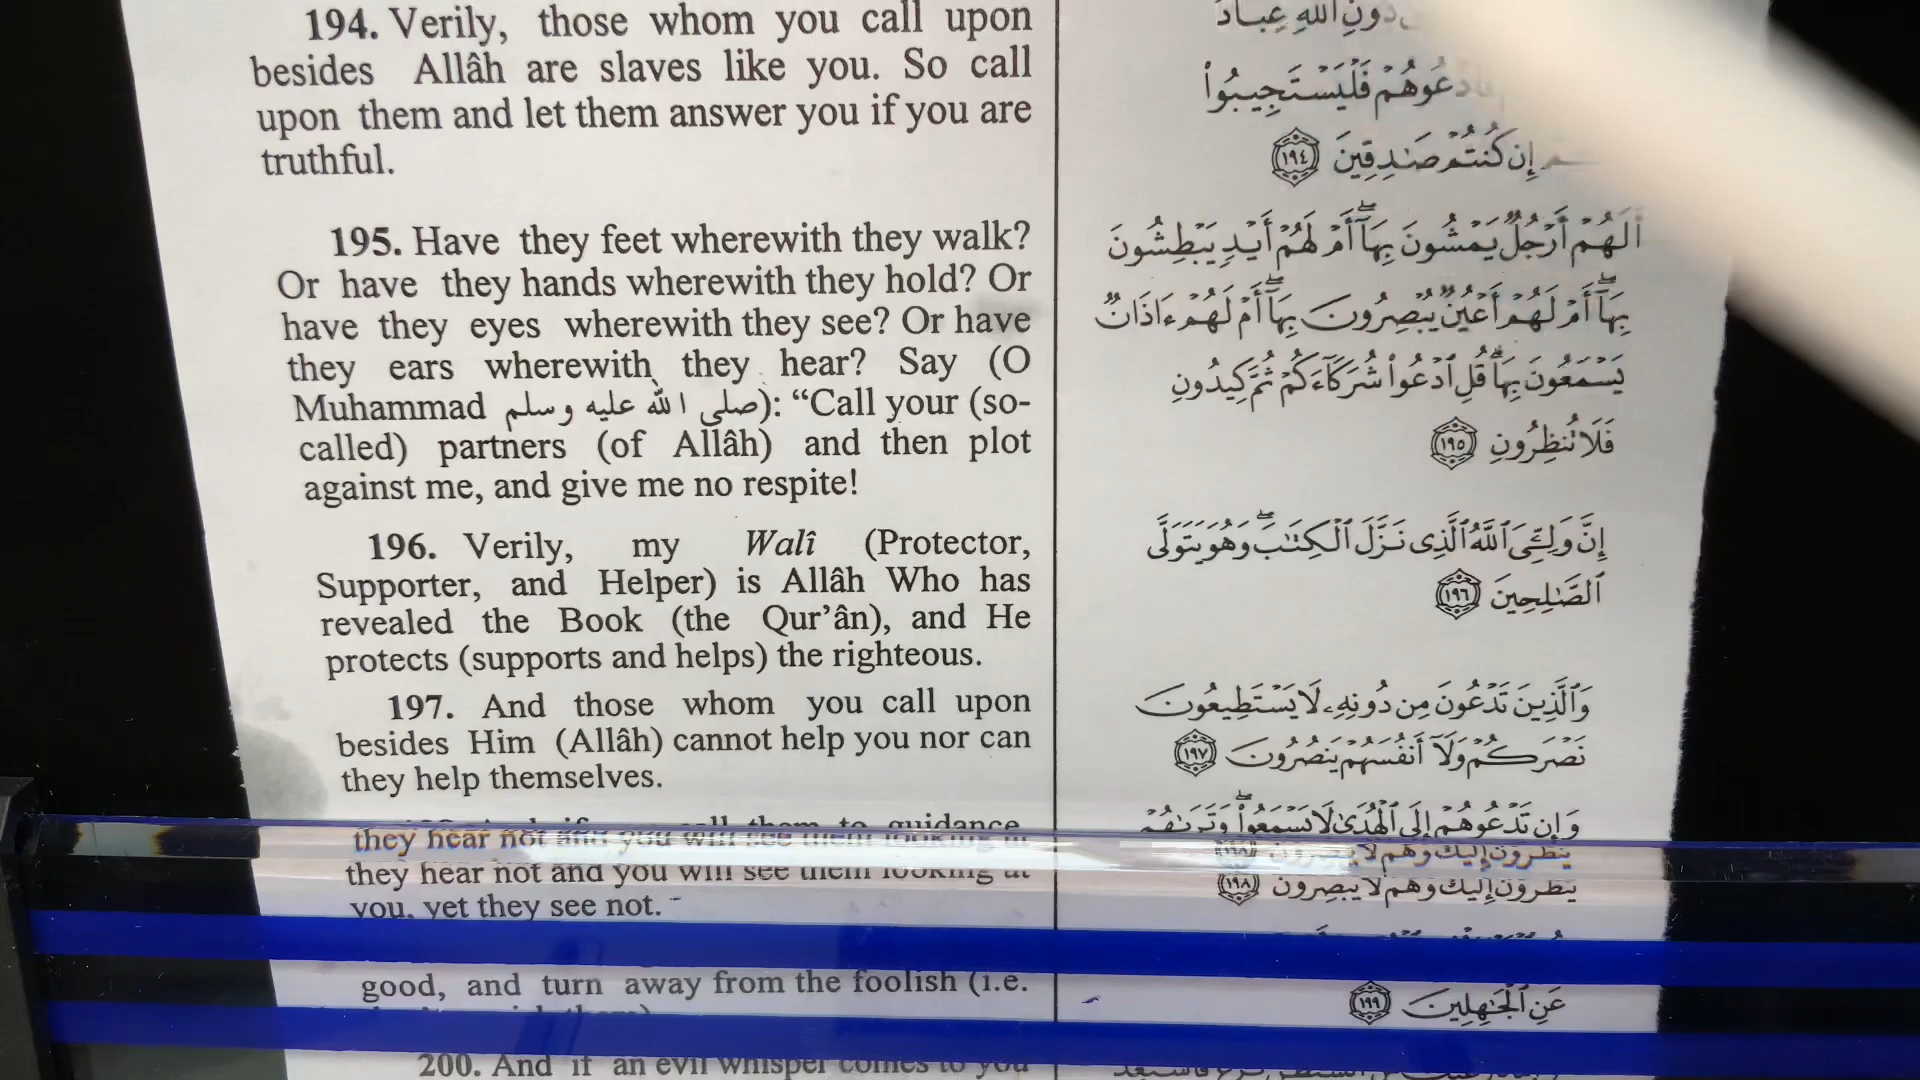 194. Verily, those whom you call upon
besides Allâh are slaves like you. So call
upon them and let them answer you if you are
truthful.
195. Have they feet wherewith they walk?
Or have they hands wherewith they hold? Or
have they eyes wherewith they see? Or have
they ears wherewith they hear? Say (O
Muhammad صلى الله عليه وسلم): “Call your (so-
called) partners (of Allâh) and then plot
against me, and give me no respite!
196. Verily, my Walî (Protector,
Supporter, and Helper) is Allâh Who has
revealed the Book (the Qur’ân), and He
protects (supports and helps) the righteous.
197. And those whom you call upon
besides Him (Allâh) cannot help you nor can
they help themselves.
call them to guidance
they hear not and you will see them looking at
you, yet they see not.
good, and turn away from the foolish (i.e.
200. And if an evil whisper comes to you
دُونِ ٱللَّهِ عِبَادٌ
فَلْيَسْتَجِيبُوا۟
إِن كُنتُمْ صَـٰدِقِينَ ١٩٤
أَلَهُمْ أَرْجُلٌ يَمْشُونَ بِهَآ ۖ أَمْ لَهُمْ أَيْدٍ يَبْطِشُونَ
بِهَآ ۖ أَمْ لَهُمْ أَعْيُنٌ يُبْصِرُونَ بِهَآ ۖ أَمْ لَهُمْ ءَاذَانٌ
يَسْمَعُونَ بِهَا ۗ قُلِ ٱدْعُوا۟ شُرَكَآءَكُمْ ثُمَّ كِيدُونِ
فَلَا تُنظِرُونِ ١٩٥
إِنَّ وَلِـِّۧىَ ٱللَّهُ ٱلَّذِى نَزَّلَ ٱلْكِتَـٰبَ ۖ وَهُوَ يَتَوَلَّى
ٱلصَّـٰلِحِينَ ١٩٦
وَٱلَّذِينَ تَدْعُونَ مِن دُونِهِۦ لَا يَسْتَطِيعُونَ
نَصْرَكُمْ وَلَآ أَنفُسَهُمْ يَنصُرُونَ ١٩٧
وَإِن تَدْعُوهُمْ إِلَى ٱلْهُدَىٰ لَا يَسْمَعُوا۟ ۖ وَتَرَىٰهُمْ
يَنظُرُونَ إِلَيْكَ وَهُمْ لَا يُبْصِرُونَ ١٩٨
عَنِ ٱلْجَـٰهِلِينَ ١٩٩